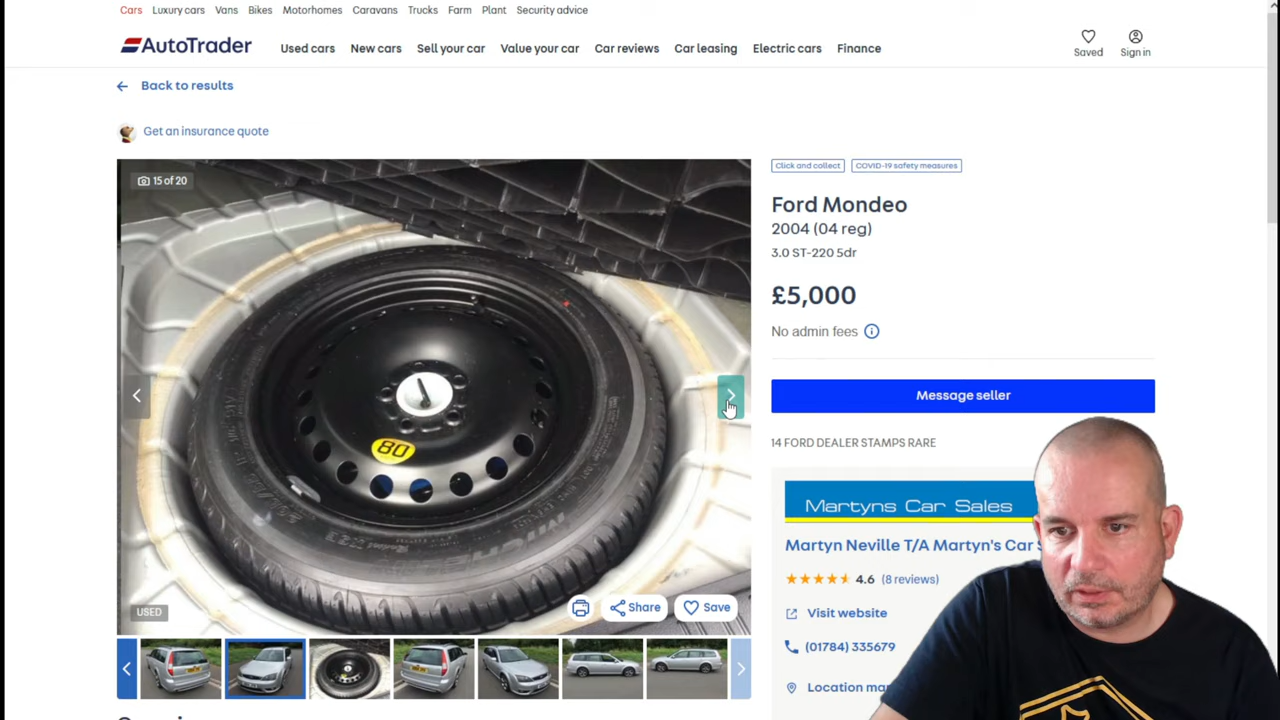 Cars Luxury cars Vans Bikes Motorhomes Caravans Trucks Farm Plant Security advice
AutoTrader Used cars New cars Sell your car Value your car Car reviews Car leasing Electric cars Finance Saved Sign in
Back to results
Get an insurance quote
15 of 20
Click and collect COVID-19 safety measures
Ford Mondeo
2004 (04 reg)
3.0 ST-220 5dr
£5,000
No admin fees
Message seller
14 FORD DEALER STAMPS RARE
80
Martyns Car Sales
Martyn Neville T/A Martyn's Car
4.6 (8 reviews)
Visit website
(01784) 335679
Location
USED
Share
Save